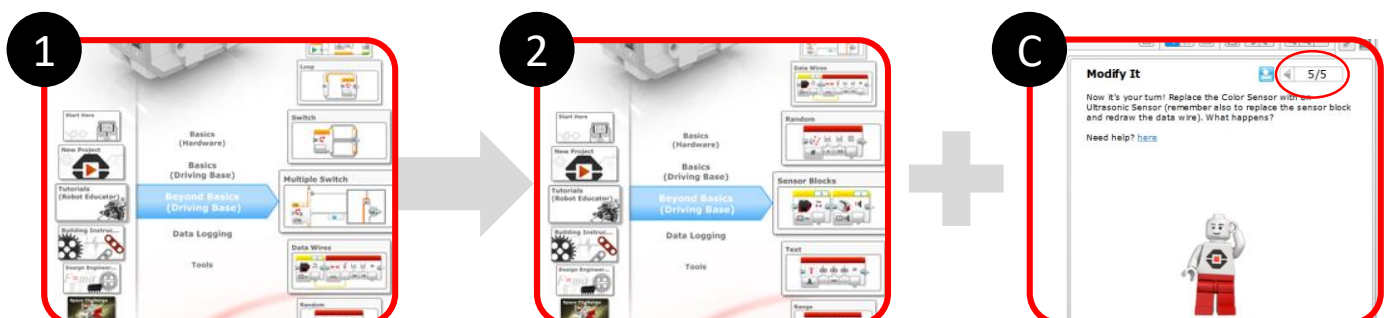 1
Loop
Start Here
Switch
Basics
(Hardware)
New Project
Basics
(Driving Base)
Multiple Switch
Tutorials
(Robot Educator)
Beyond Basics
(Driving Base)
Building Instruc...
Data Logging
Data Wires
Design Engineer...
Tools
Space Challenge
Random
2
Data Wires
Start Here
Random
Basics
(Hardware)
New Project
Basics
(Driving Base)
Sensor Blocks
Tutorials
(Robot Educator)
Beyond Basics
(Driving Base)
Building Instruc...
Data Logging
Text
Design Engineer...
Tools
Space Challenge
Range
C
Modify It
5/5
Now it's your turn! Replace the Color Sensor with an
Ultrasonic Sensor (remember also to replace the sensor block
and redraw the data wire). What happens?
Need help? here